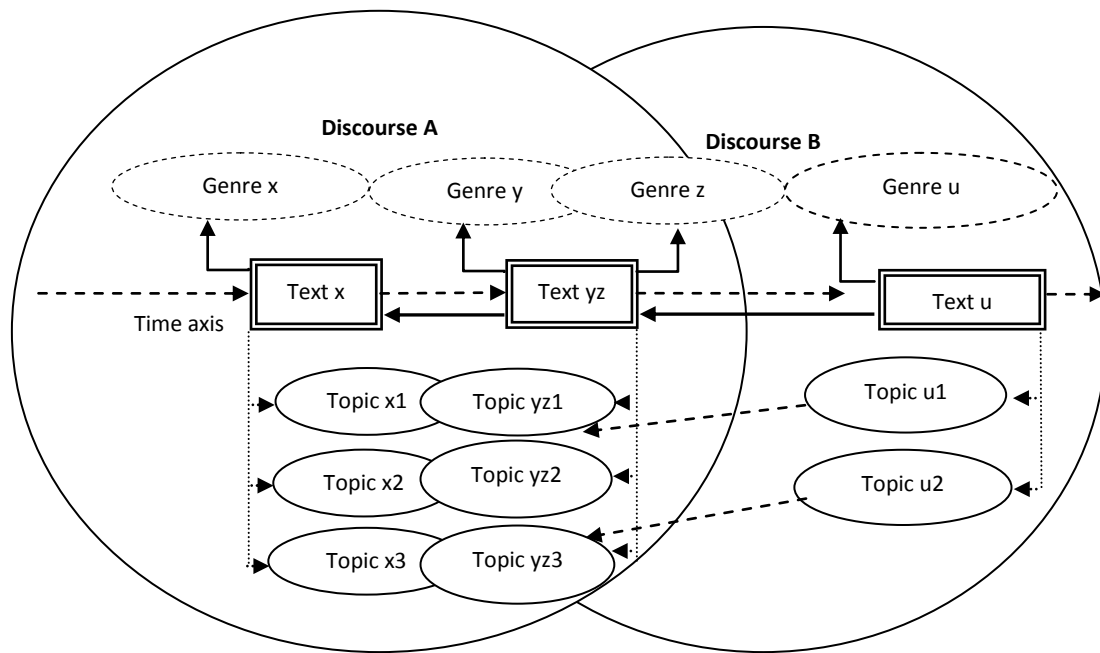 Discourse A
Discourse B
Genre x
Genre y
Genre z
Genre u
Text x
Text yz
Text u
Time axis
Topic x1
Topic yz1
Topic u1
Topic x2
Topic yz2
Topic u2
Topic x3
Topic yz3